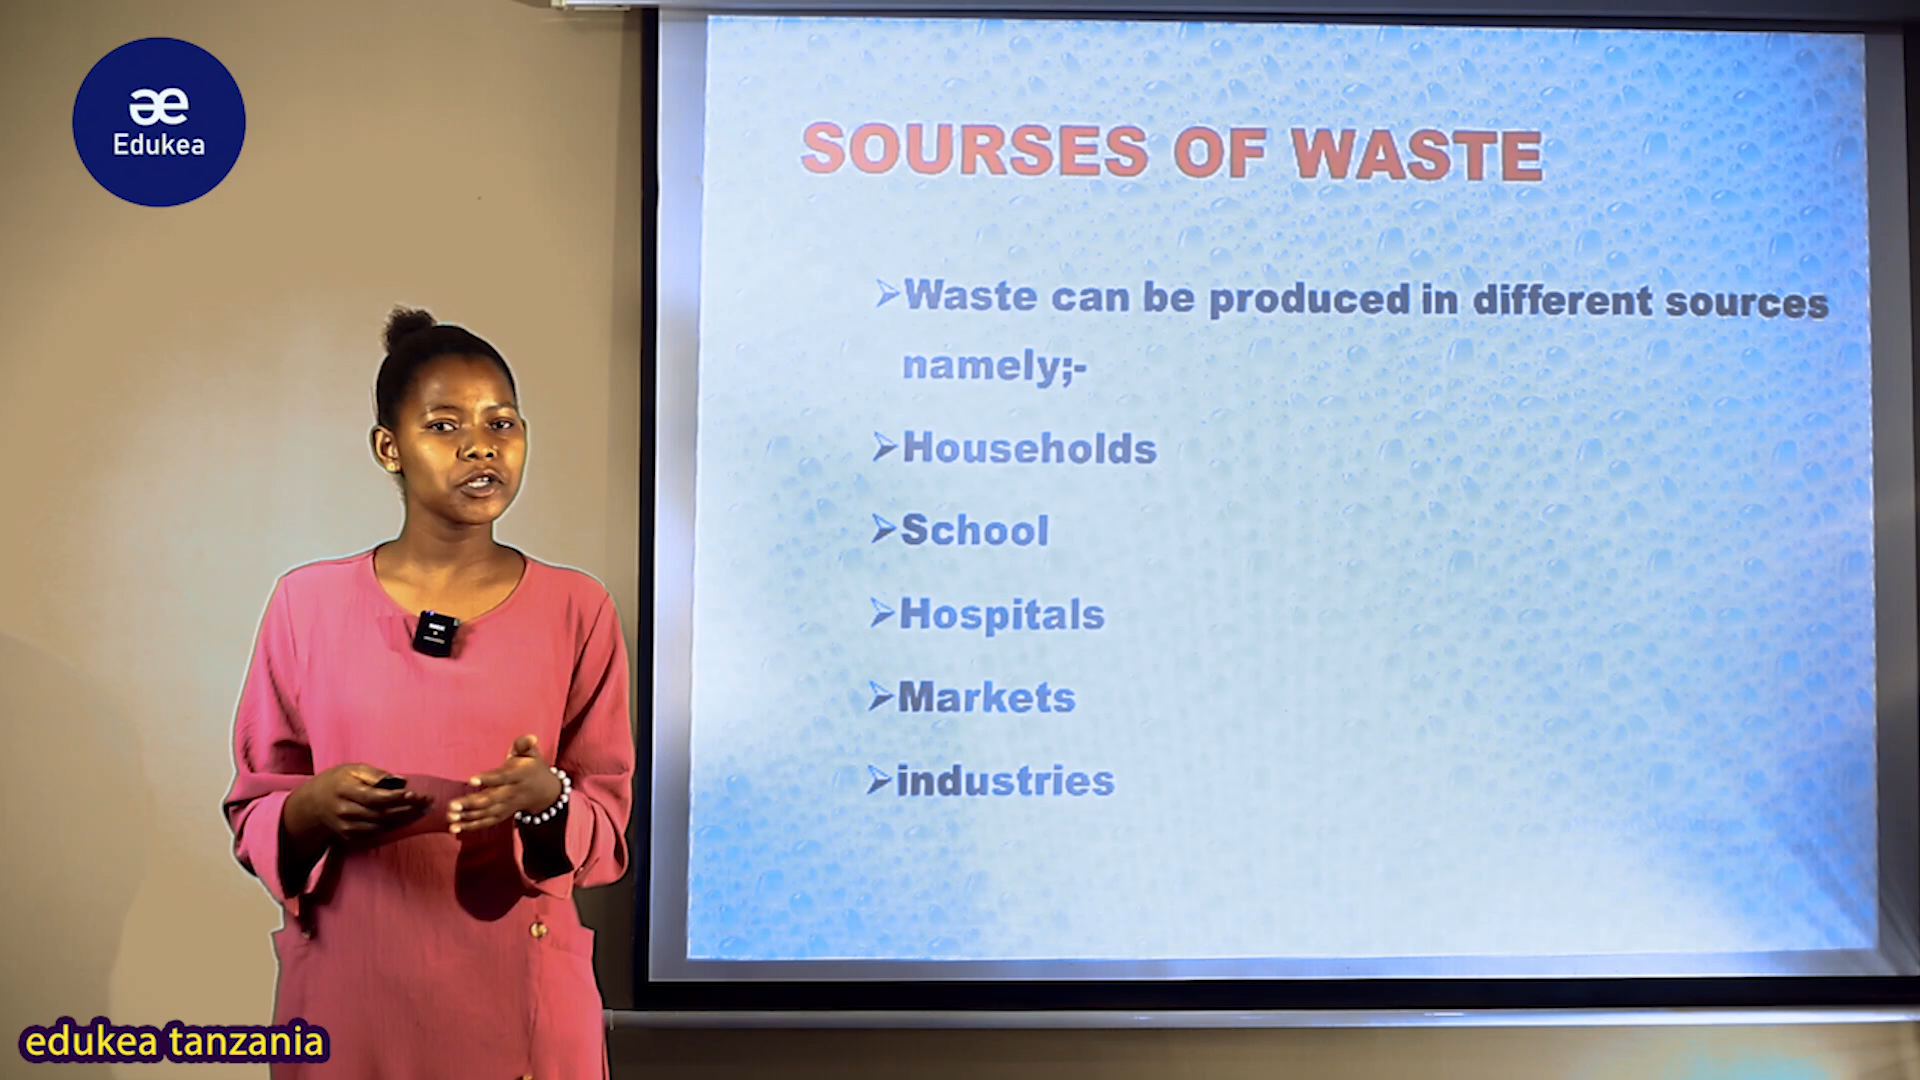 æ
Edukea
SOURSES OF WASTE
➢Waste can be produced in different sources
namely;-
➢Households
➢School
➢Hospitals
➢Markets
➢industries
edukea tanzania